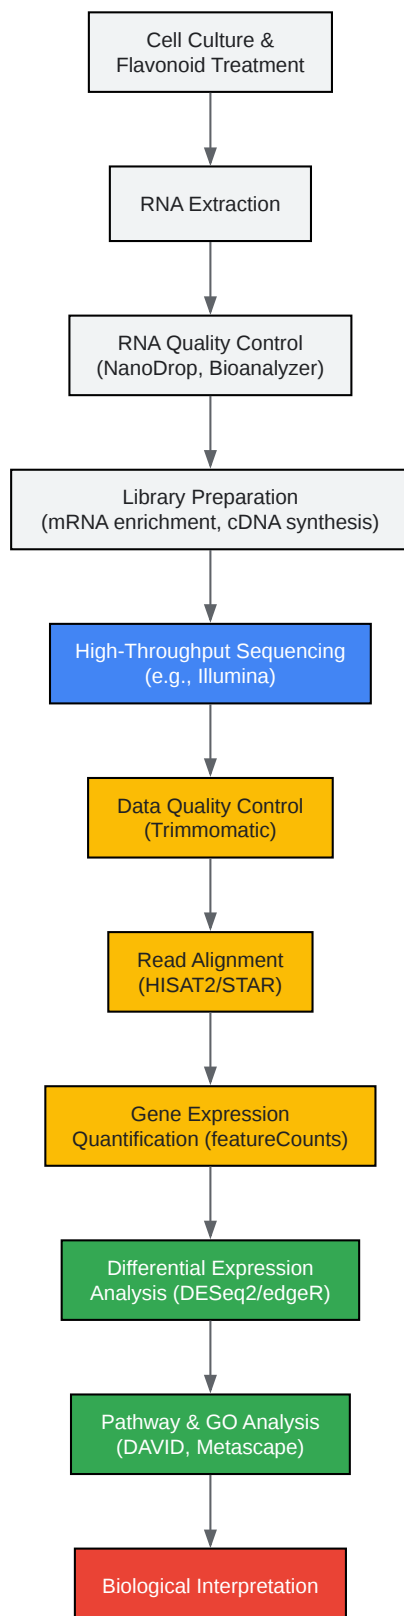 Cell Culture &
Flavonoid Treatment
RNA Extraction
RNA Quality Control
(NanoDrop, Bioanalyzer)
Library Preparation
(mRNA enrichment, cDNA synthesis)
High-Throughput Sequencing
(e.g., Illumina)
Data Quality Control
(Trimmomatic)
Read Alignment
(HISAT2/STAR)
Gene Expression
Quantification (featureCounts)
Differential Expression
Analysis (DESeq2/edgeR)
Pathway & GO Analysis
(DAVID, Metascape)
Biological Interpretation